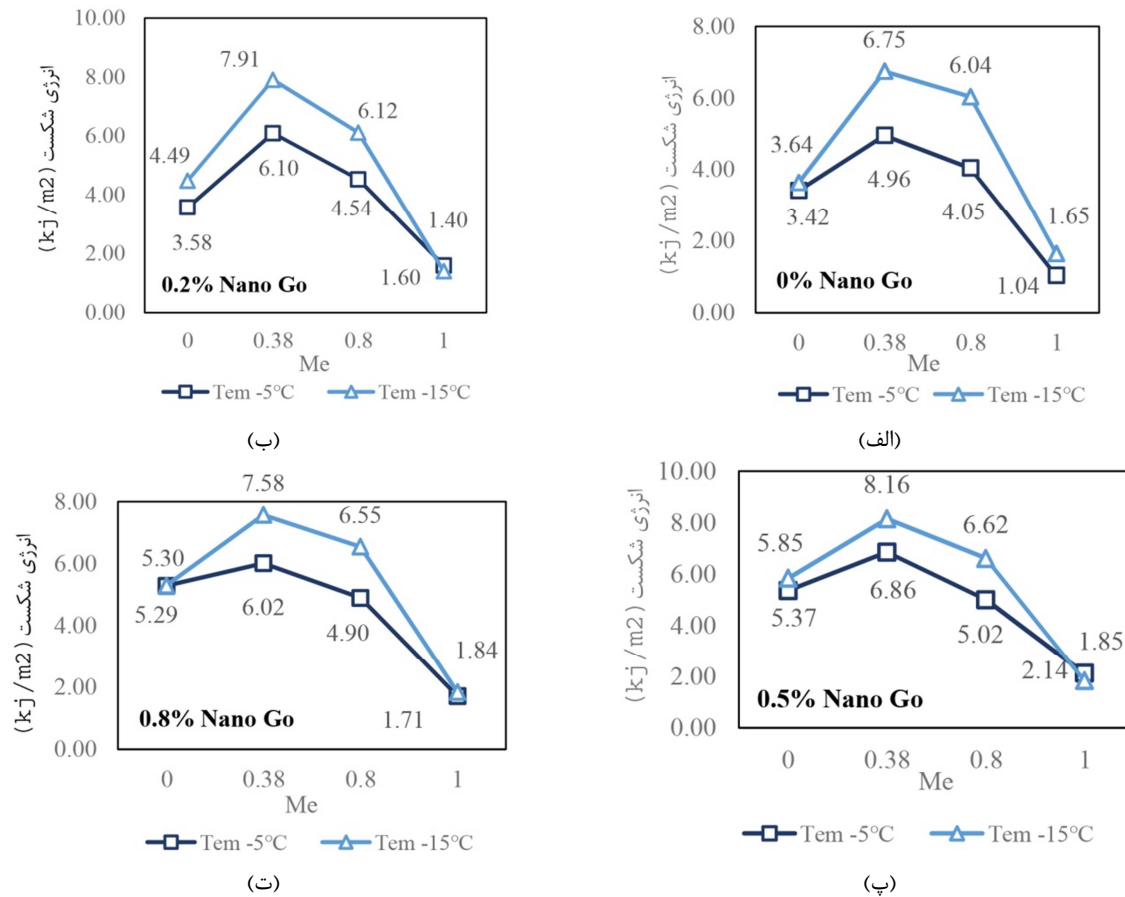 10.00
8.00
6.00
4.00
2.00
0.00
انرژی شکست (kj/m2)
7.91
4.49
6.12
6.10
4.54
3.58
1.40
1.60
0.2% Nano Go
0 0.38 0.8 1
Me
Tem -5°C Tem -15°C
(ب)
8.00
6.00
4.00
2.00
0.00
انرژی شکست (kj/m2)
6.75
6.04
3.64
4.96
4.05
3.42
1.65
1.04
0% Nano Go
0 0.38 0.8 1
Me
Tem -5°C Tem -15°C
(الف)
8.00
6.00
4.00
2.00
0.00
انرژی شکست (kj/m2)
7.58
6.55
5.30
5.29
6.02
4.90
1.84
1.71
0.8% Nano Go
0 0.38 0.8 1
Me
Tem -5°C Tem -15°C
(ت)
10.00
8.00
6.00
4.00
2.00
0.00
انرژی شکست (kj/m2)
8.16
5.85
6.62
6.86
5.37
5.02
1.85
2.14
0.5% Nano Go
0 0.38 0.8 1
Me
Tem -5°C Tem -15°C
(پ)